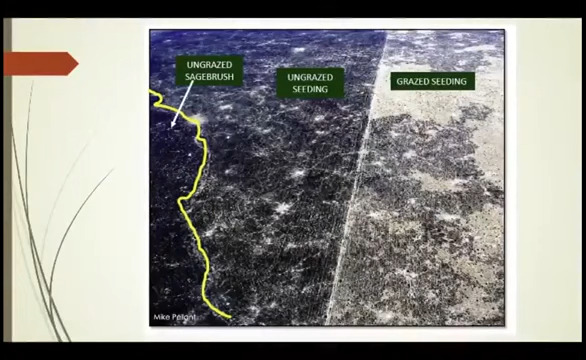 UNGRAZED
SAGEBRUSH
UNGRAZED
SEEDING
GRAZED SEEDING
Mike Pellant